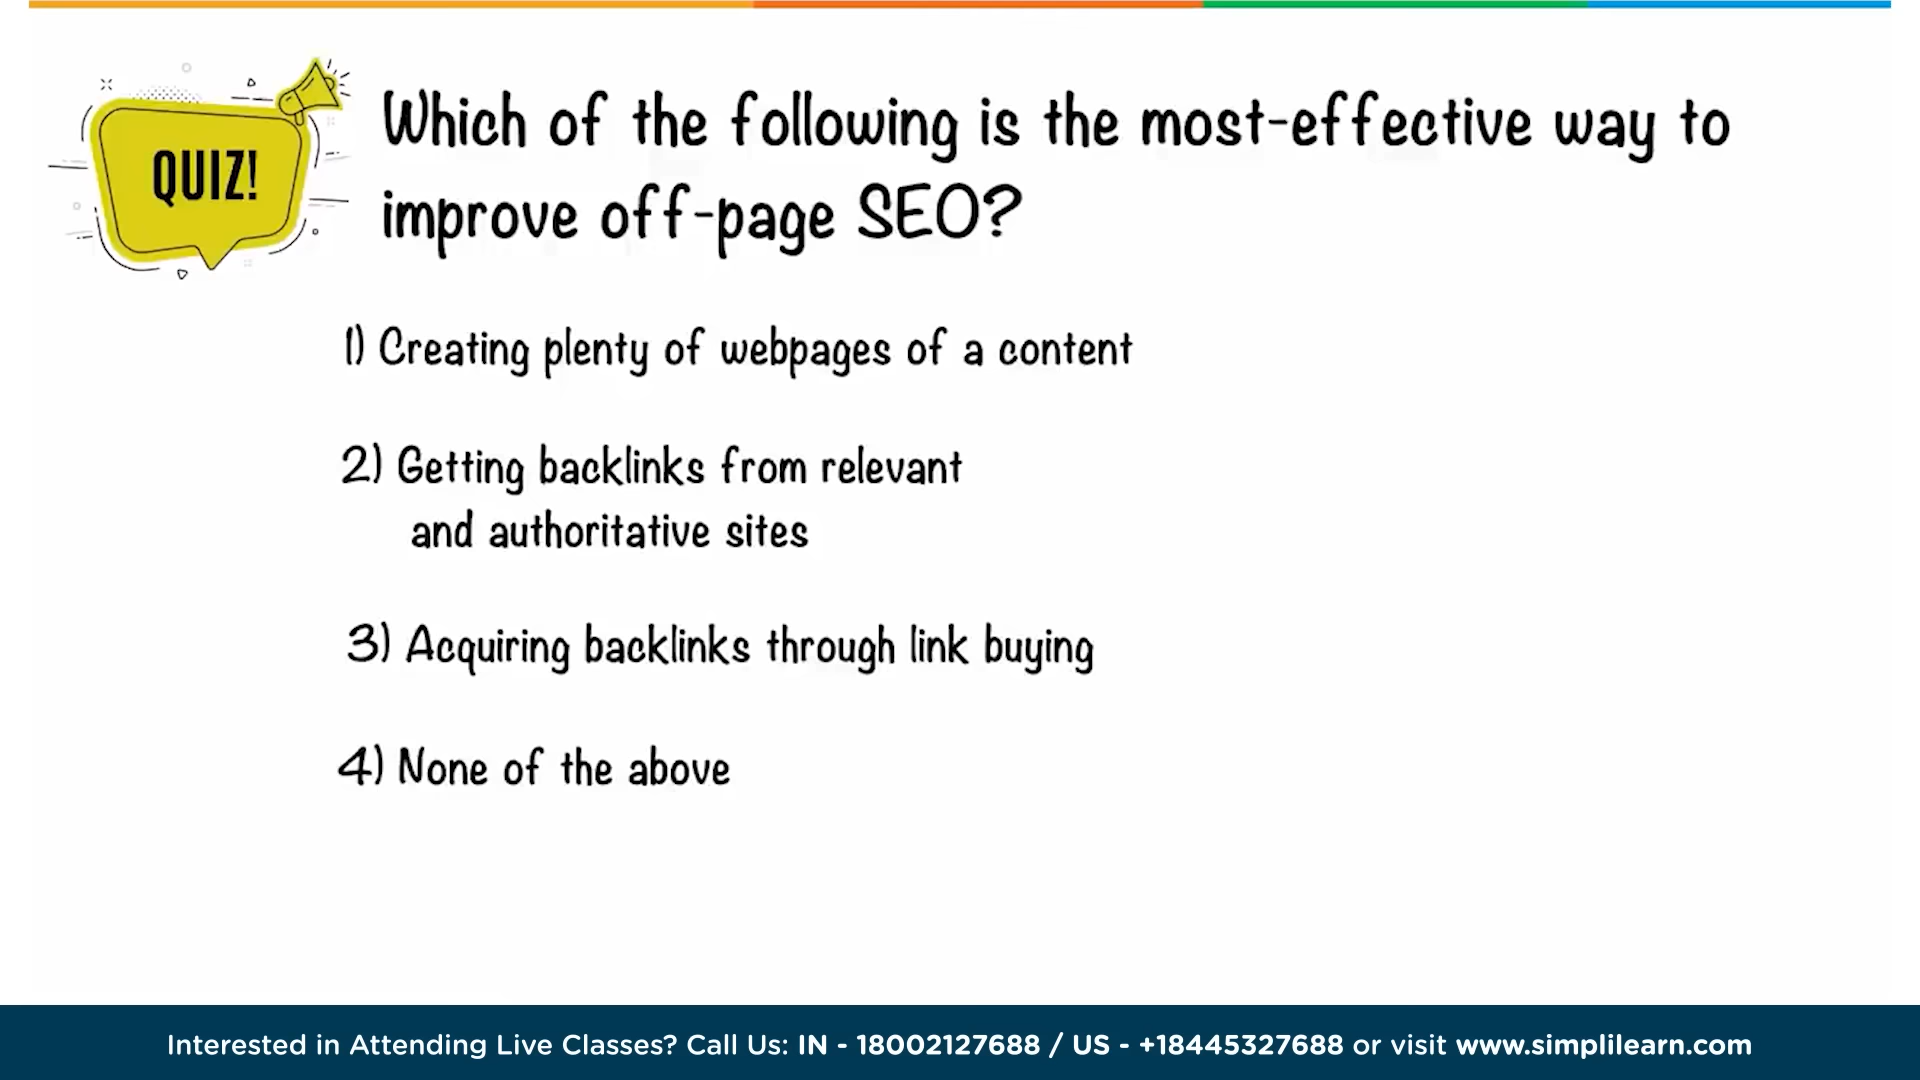 QUIZ!
Which of the following is the most-effective way to
improve off-page SEO?
1) Creating plenty of webpages of a content
2) Getting backlinks from relevant
and authoritative sites
3) Acquiring backlinks through link buying
4) None of the above
Interested in Attending Live Classes? Call Us: IN - 18002127688 / US - +18445327688 or visit www.simplilearn.com